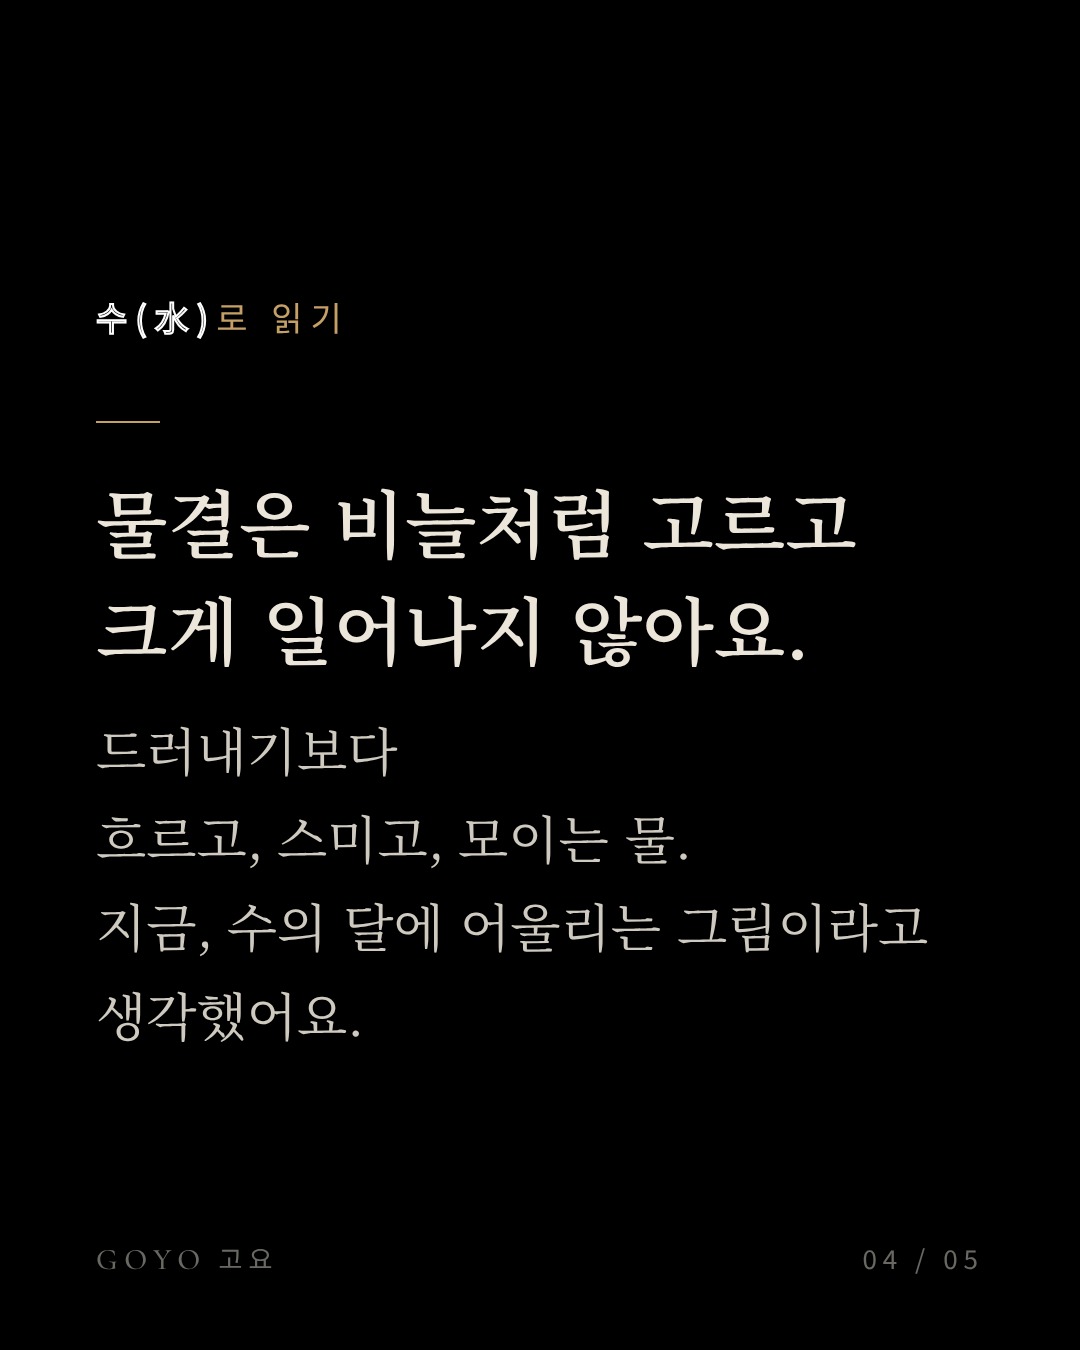 수(水)로 읽기
물결은 비늘처럼 고르고
크게 일어나지 않아요.
드러내기보다
흐르고, 스미고, 모이는 물.
지금, 수의 달에 어울리는 그림이라고
생각했어요.
GOYO 고요
04 / 05